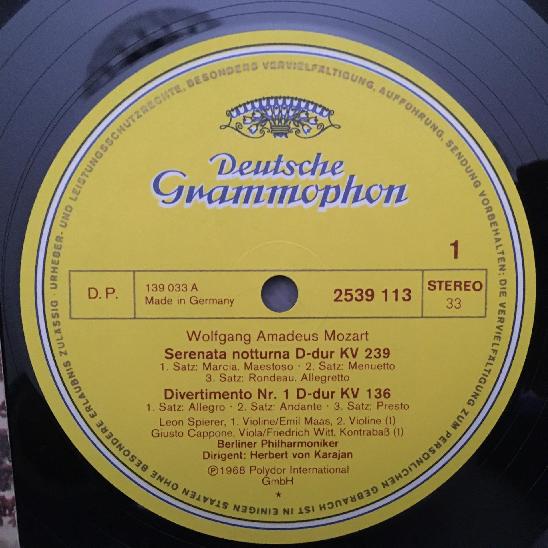 URHEBER- UND LEISTUNGSSCHUTZRECHTE, BESONDERS VERVIELFÄLTIGUNG, AUFFÜHRUNG, SENDUNG VORBEHALTEN: DIE VERVIELFÄLTIGUNG ZUM PERSÖNLICHEN GEBRAUCH IST IN EINIGEN STAATEN OHNE BESONDERE ERLAUBNIS ZULÄSSIG
Deutsche
Grammophon
1
D.P.
139 033 A
Made in Germany
2539 113
STEREO
33
Wolfgang Amadeus Mozart
Serenata notturna D-dur KV 239
1. Satz: Marcia. Maestoso · 2. Satz: Menuetto
3. Satz: Rondeau. Allegretto
Divertimento Nr. 1 D-dur KV 136
1. Satz: Allegro · 2. Satz: Andante · 3. Satz: Presto
Leon Spierer, 1. Violine/Emil Maas, 2. Violine (I)
Giusto Cappone, Viola/Friedrich Witt, Kontrabaß (I)
Berliner Philharmoniker
Dirigent: Herbert von Karajan
℗ 1968 Polydor International
GmbH
*